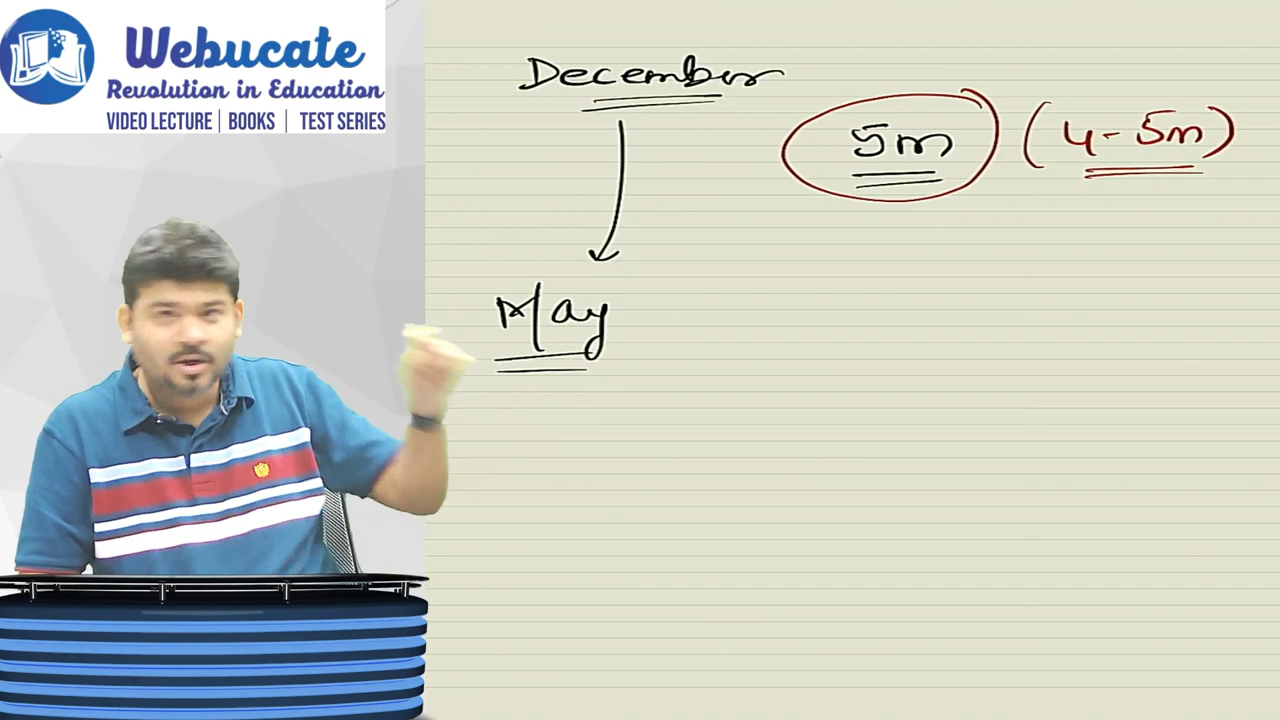 Webucate
Revolution in Education
VIDEO LECTURE | BOOKS | TEST SERIES
December
5m (4-5m)
May